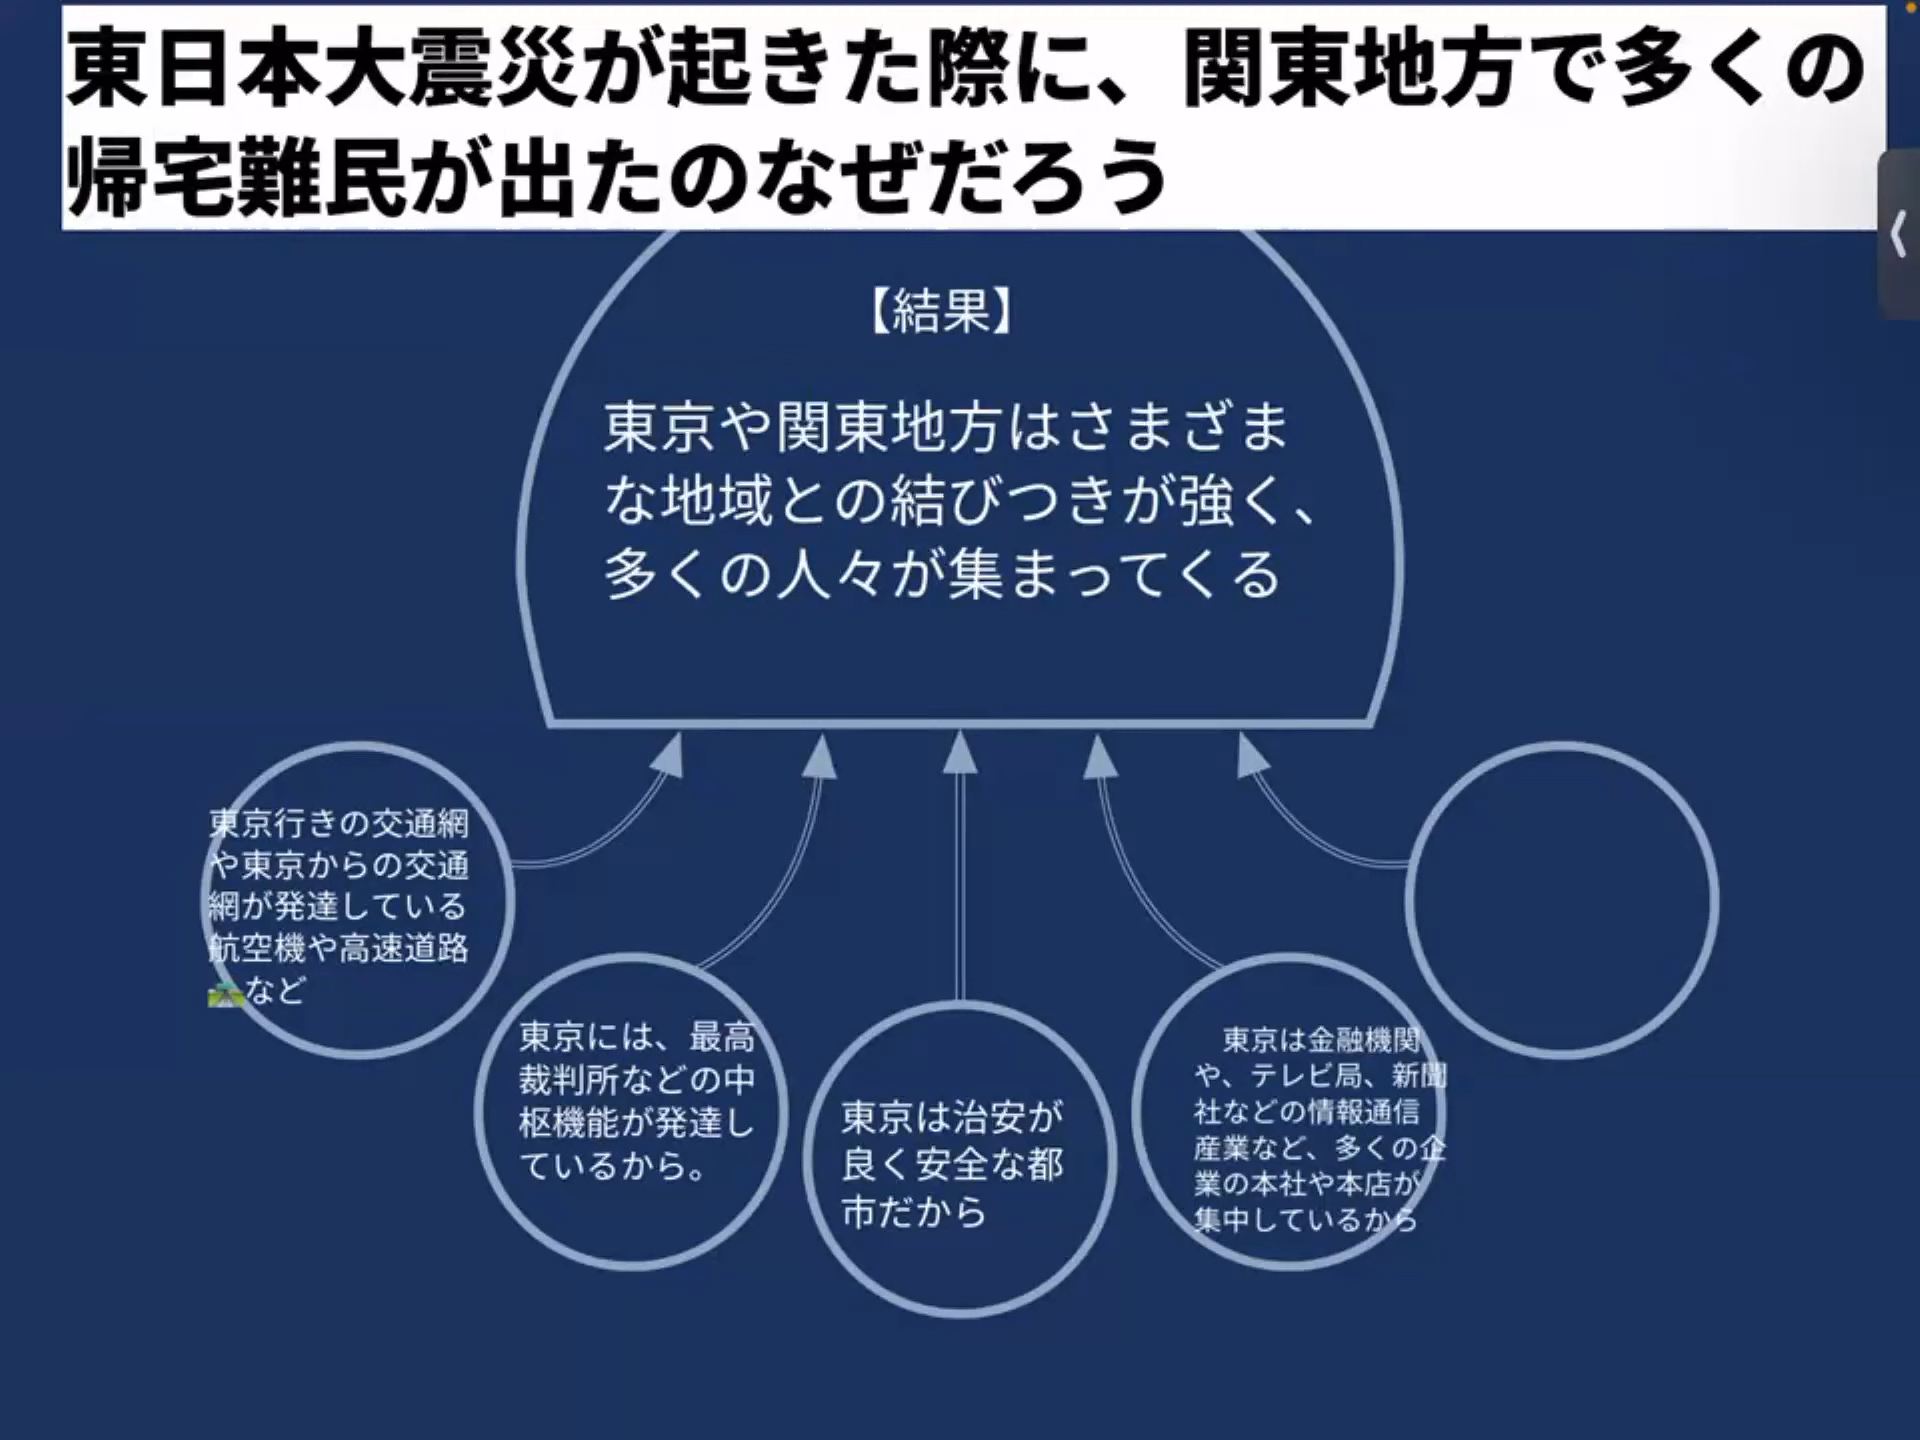 東日本大震災が起きた際に、関東地方で多くの
帰宅難民が出たのなぜだろう
【結果】
東京や関東地方はさまざま
な地域との結びつきが強く、
多くの人々が集まってくる
東京行きの交通網
や東京からの交通
網が発達している
航空機や高速道路
🛣️など
東京には、最高
裁判所などの中
枢機能が発達し
ているから。
東京は治安が
良く安全な都
市だから
東京は金融機関
や、テレビ局、新聞
社などの情報通信
産業など、多くの企
業の本社や本店が
集中しているから